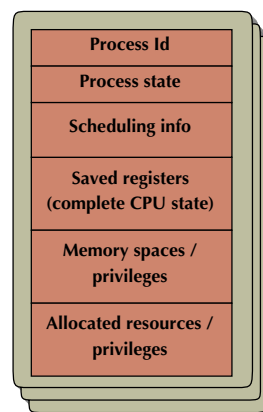 Process Id
Process state
Scheduling info
Saved registers
(complete CPU state)
Memory spaces /
privileges
Allocated resources /
privileges